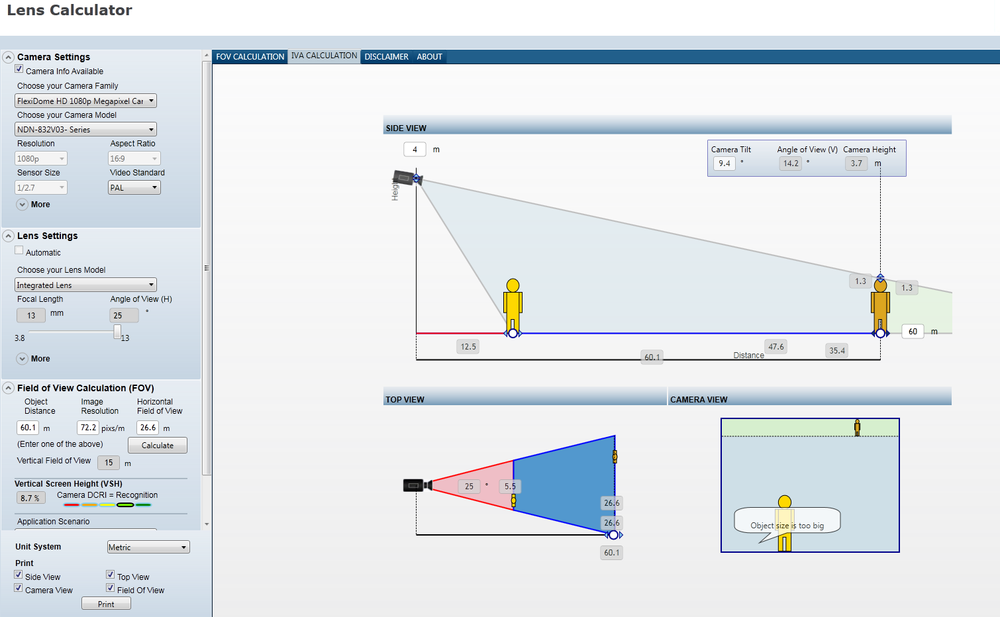 Lens Calculator
Camera Settings
Camera Info Available
Choose your Camera Family
FlexiDome HD 1080p Megapixel Car
Choose your Camera Model
NDN-832V03- Series
Resolution Aspect Ratio
1080p 16:9
Sensor Size Video Standard
1/2.7 PAL
More
Lens Settings
Automatic
Choose your Lens Model
Integrated Lens
Focal Length Angle of View (H)
13 mm 25 °
3.8 13
More
Field of View Calculation (FOV)
Object Image Horizontal
Distance Resolution Field of View
60.1 m 72.2 pixs/m 26.6 m
(Enter one of the above) Calculate
Vertical Field of View 15 m
Vertical Screen Height (VSH)
8.7 % Camera DCRI = Recognition
Application Scenario
Unit System Metric
Print
Side View Top View
Camera View Field Of View
Print
FOV CALCULATION IVA CALCULATION DISCLAIMER ABOUT
SIDE VIEW
4 m
Camera Tilt Angle of View (V) Camera Height
9.4 ° 14.2 ° 3.7 m
Height
1.3 1.3
60 m
12.5 47.6 35.4
60.1 Distance
TOP VIEW CAMERA VIEW
25 ° 5.5
26.6
26.6
60.1
Object size is too big